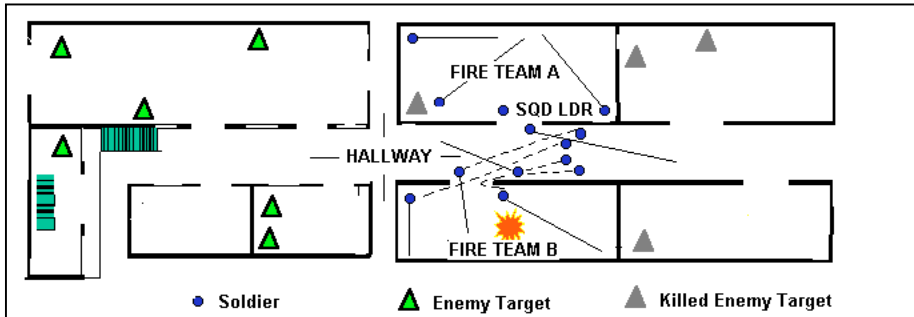 FIRE TEAM A
SQD LDR
HALLWAY
FIRE TEAM B
Soldier
Enemy Target
Killed Enemy Target